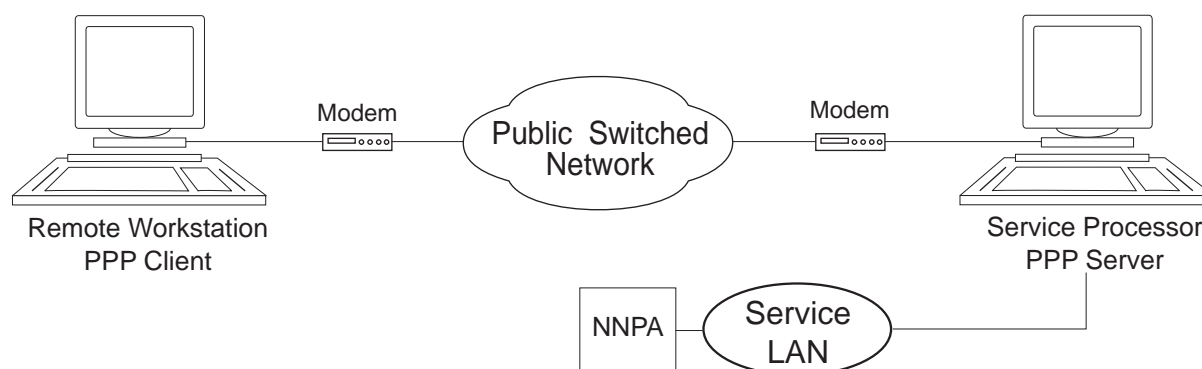 Modem
Modem
Public Switched
Network
Remote Workstation
PPP Client
Service Processor
PPP Server
NNPA
Service
LAN